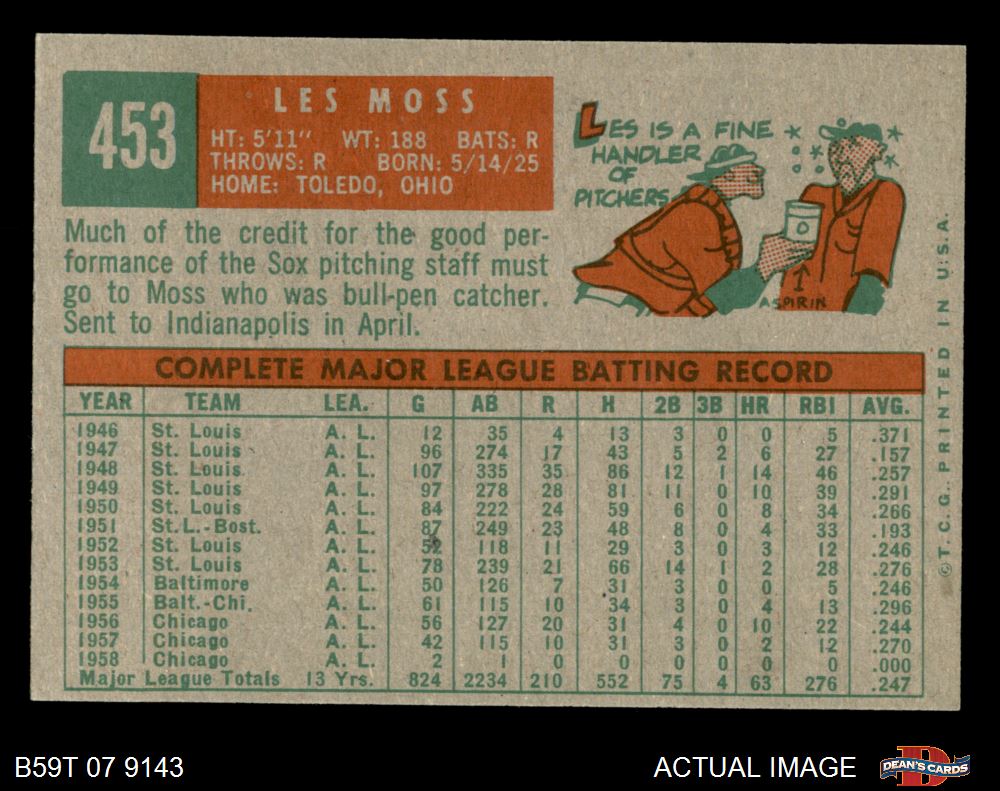 453
LES MOSS
HT: 5'11" WT: 188 BATS: R
THROWS: R BORN: 5/14/25
HOME: TOLEDO, OHIO
LES IS A FINE
HANDLER
OF
PITCHERS
ASPIRIN
Much of the credit for the good per-
formance of the Sox pitching staff must
go to Moss who was bull-pen catcher.
Sent to Indianapolis in April.
COMPLETE MAJOR LEAGUE BATTING RECORD
YEAR TEAM LEA. G AB R H 2B 3B HR RBI AVG.
1946 St. Louis A. L. 12 35 4 13 3 0 0 5 .371
1947 St. Louis A. L. 96 274 17 43 5 2 6 27 .157
1948 St. Louis A. L. 107 335 35 86 12 1 14 46 .257
1949 St. Louis A. L. 97 278 28 81 11 0 10 39 .291
1950 St. Louis A. L. 84 222 24 59 6 0 8 34 .266
1951 St.L.-Bost. A. L. 87 249 23 48 8 0 4 33 .193
1952 St. Louis A. L. 52 118 11 29 3 0 3 12 .246
1953 St. Louis A. L. 78 239 21 66 14 1 2 28 .276
1954 Baltimore A. L. 50 126 7 31 3 0 0 5 .246
1955 Balt.-Chi. A. L. 61 115 10 34 3 0 4 13 .296
1956 Chicago A. L. 56 127 20 31 4 0 10 22 .244
1957 Chicago A. L. 42 115 10 31 3 0 2 12 .270
1958 Chicago A. L. 2 1 0 0 0 0 0 0 .000
Major League Totals 13 Yrs. 824 2234 210 552 75 4 63 276 .247
©T. C. G. PRINTED IN U.S.A.
B59T 07 9143
ACTUAL IMAGE
D
DEAN'S CARDS